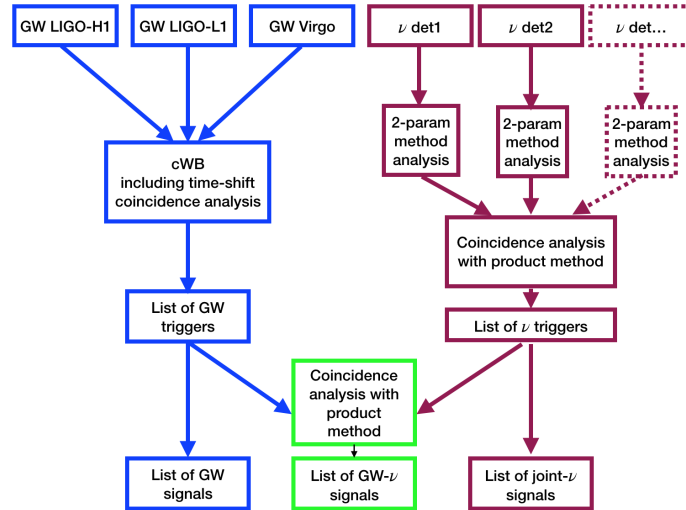 GW LIGO-H1
GW LIGO-L1
GW Virgo
ν det1
ν det2
ν det...
2-param
method
analysis
2-param
method
analysis
2-param
method
analysis
cWB
including time-shift
coincidence analysis
Coincidence analysis
with product method
List of GW
triggers
List of ν triggers
Coincidence
analysis with
product
method
List of GW
signals
List of GW-ν
signals
List of joint-ν
signals